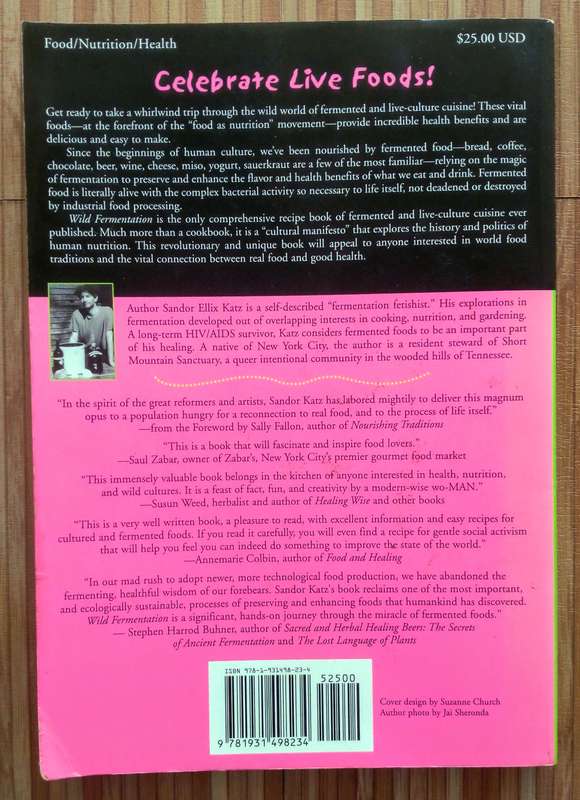 Food/Nutrition/Health
$25.00 USD
Celebrate Live Foods!
Get ready to take a whirlwind trip through the wild world of fermented and live-culture cuisine! These vital
foods—at the forefront of the “food as nutrition” movement—provide incredible health benefits and are
delicious and easy to make.
Since the beginnings of human culture, we’ve been nourished by fermented food—bread, coffee,
chocolate, beer, wine, cheese, miso, yogurt, sauerkraut are a few of the most familiar—relying on the magic
of fermentation to preserve and enhance the flavor and health benefits of what we eat and drink. Fermented
food is literally alive with the complex bacterial activity so necessary to life itself, not deadened or destroyed
by industrial food processing.
Wild Fermentation is the only comprehensive recipe book of fermented and live-culture cuisine ever
published. Much more than a cookbook, it is a “cultural manifesto” that explores the history and politics of
human nutrition. This revolutionary and unique book will appeal to anyone interested in world food
traditions and the vital connection between real food and good health.
Author Sandor Ellix Katz is a self-described “fermentation fetishist.” His explorations in
fermentation developed out of overlapping interests in cooking, nutrition, and gardening.
A long-term HIV/AIDS survivor, Katz considers fermented foods to be an important part
of his healing. A native of New York City, the author is a resident steward of Short
Mountain Sanctuary, a queer intentional community in the wooded hills of Tennessee.
“In the spirit of the great reformers and artists, Sandor Katz has labored mightily to deliver this magnum
opus to a population hungry for a reconnection to real food, and to the process of life itself.”
—from the Foreword by Sally Fallon, author of Nourishing Traditions
“This is a book that will fascinate and inspire food lovers.”
—Saul Zabar, owner of Zabar’s, New York City’s premier gourmet food market
“This immensely valuable book belongs in the kitchen of anyone interested in health, nutrition,
and wild cultures. It is a feast of fact, fun, and creativity by a modern-wise wo-MAN.”
—Susun Weed, herbalist and author of Healing Wise and other books
“This is a very well written book, a pleasure to read, with excellent information and easy recipes for
cultured and fermented foods. If you read it carefully, you will even find a recipe for gentle social activism
that will help you feel you can indeed do something to improve the state of the world.”
—Annemarie Colbin, author of Food and Healing
“In our mad rush to adopt newer, more technological food production, we have abandoned the
fermenting, healthful wisdom of our forebears. Sandor Katz's book reclaims one of the most important,
and ecologically sustainable, processes of preserving and enhancing foods that humankind has discovered.
Wild Fermentation is a significant, hands-on journey through the miracle of fermented foods.”
— Stephen Harrod Buhner, author of Sacred and Herbal Healing Beers: The Secrets
of Ancient Fermentation and The Lost Language of Plants
ISBN 978-1-931498-23-4
52500
9 781931 498234
Cover design by Suzanne Church
Author photo by Jai Sheronda